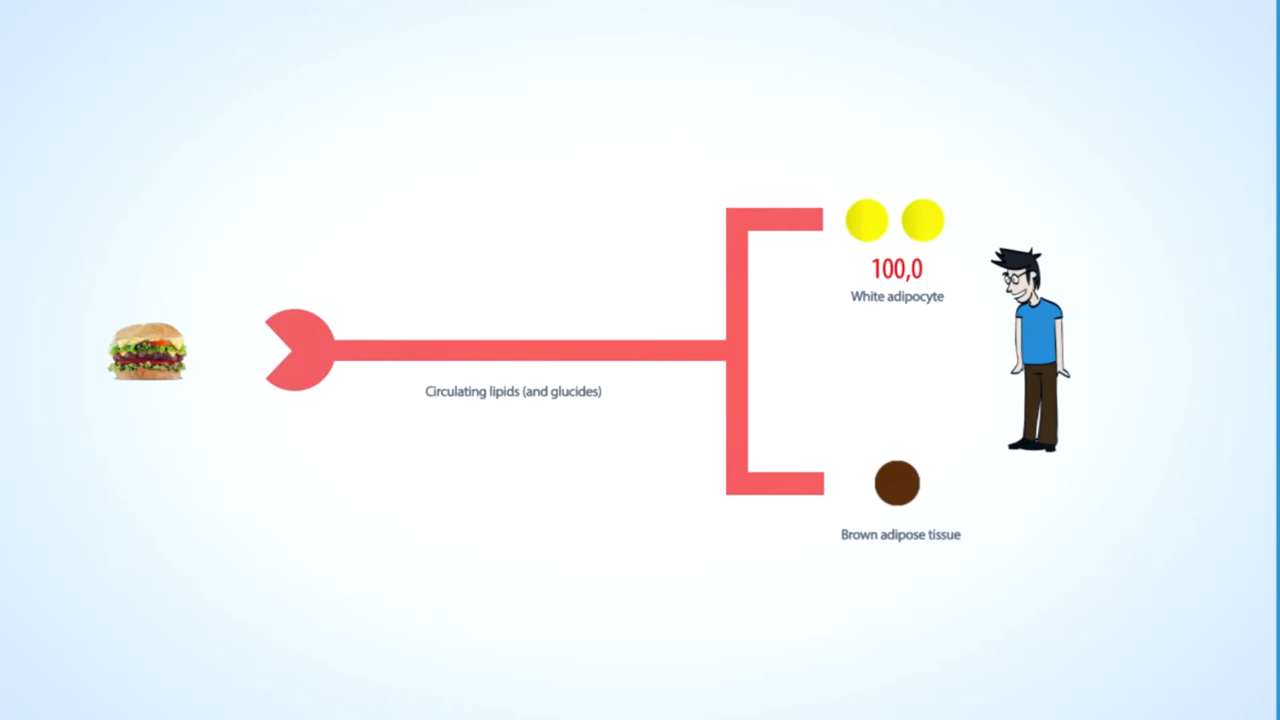 100,0
White adipocyte
Circulating lipids (and glucides)
Brown adipose tissue